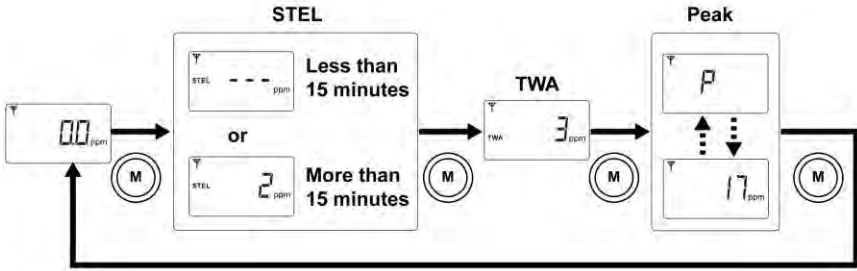 STEL
Peak
STEL
- - -
ppm
Less than
15 minutes
TWA
P
0.0 ppm
or
TWA
3 ppm
M
STEL
2 ppm
More than
15 minutes
M
M
17 ppm
M